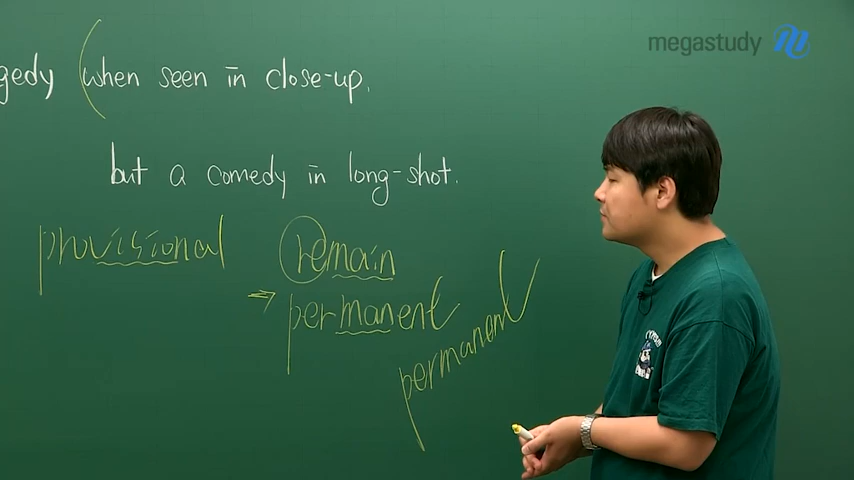 megastudy
gedy (when seen in close-up,
but a comedy in long-shot.
provisional
remain
⇒ permanent
permanent